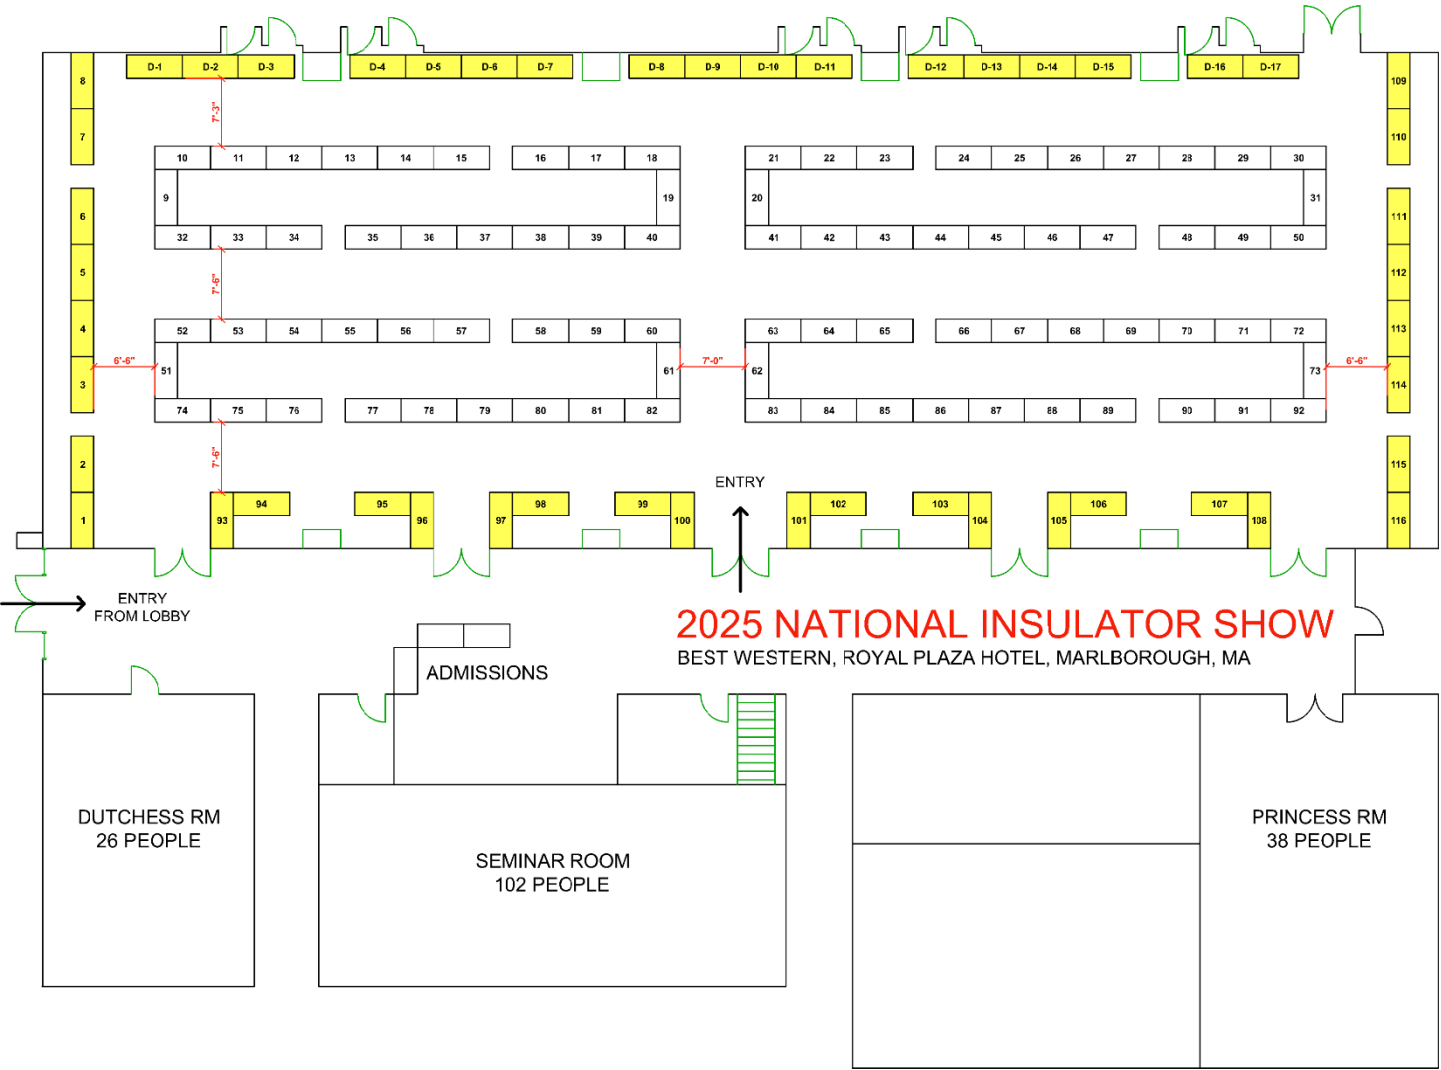 D-1 D-2 D-3 D-4 D-5 D-6 D-7 D-8 D-9 D-10 D-11 D-12 D-13 D-14 D-15 D-16 D-17
8 109
7 110
7'-3"
10 11 12 13 14 15 16 17 18 21 22 23 24 25 26 27 28 29 30
9 19 20 31
6 111
32 33 34 35 36 37 38 39 40 41 42 43 44 45 46 47 48 49 50
5 112
7'-6"
4 52 53 54 55 56 57 58 59 60 63 64 65 66 67 68 69 70 71 72 113
6'-6" 7'-0" 6'-6"
3 51 61 62 73 114
74 75 76 77 78 79 80 81 82 83 84 85 86 87 88 89 90 91 92
7'-6"
2 115
ENTRY
94 95 98 99 102 103 106 107
1 93 96 97 100 101 104 105 108 116
ENTRY
FROM LOBBY
2025 NATIONAL INSULATOR SHOW
BEST WESTERN, ROYAL PLAZA HOTEL, MARLBOROUGH, MA
ADMISSIONS
DUTCHESS RM
26 PEOPLE
SEMINAR ROOM
102 PEOPLE
PRINCESS RM
38 PEOPLE